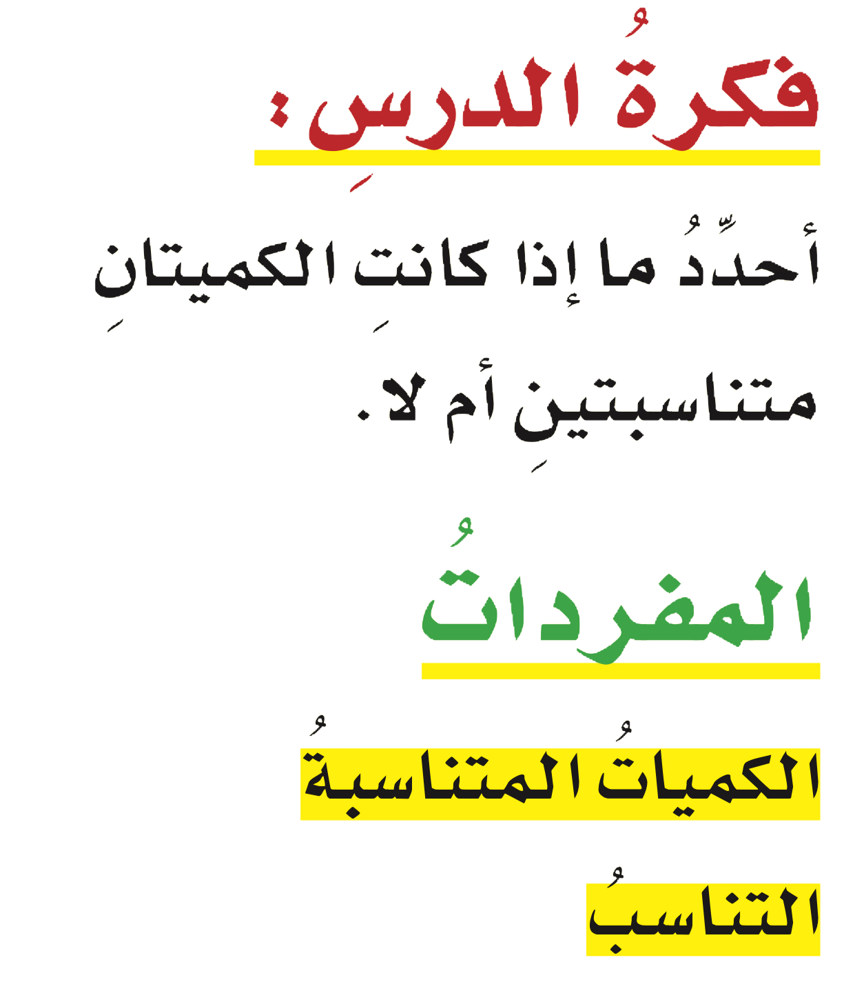 فكرةُ الدرسِ:
أحدِّدُ ما إذا كانتِ الكميتانِ
متناسبتينِ أم لا.
المفرداتُ
الكمياتُ المتناسبةُ
التناسبُ